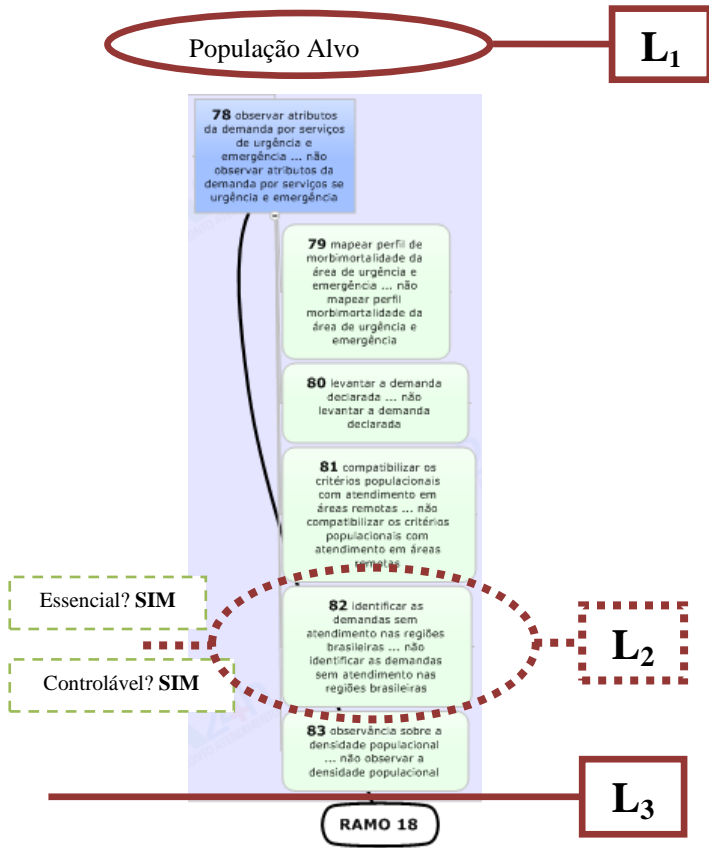 População Alvo
L1
78 observar atributos
da demanda por serviços
de urgência e
emergência ... não
observar atributos da
demanda por serviços se
urgência e emergência
79 mapear perfil de
morbimortalidade da
área de urgência e
emergência ... não
mapear perfil
morbimortalidade da
área de urgência e
emergência
80 levantar a demanda
declarada ... não
levantar a demanda
declarada
81 compatibilizar os
critérios populacionais
com atendimento em
áreas remotas ... não
compatibilizar os critérios
populacionais com
atendimento em áreas
remotas
Essencial? SIM
Controlável? SIM
82 identificar as
demandas sem
atendimento nas regiões
brasileiras ... não
identificar as demandas
sem atendimento nas
regiões brasileiras
L2
83 observância sobre a
densidade populacional
... não observar a
densidade populacional
L3
RAMO 18